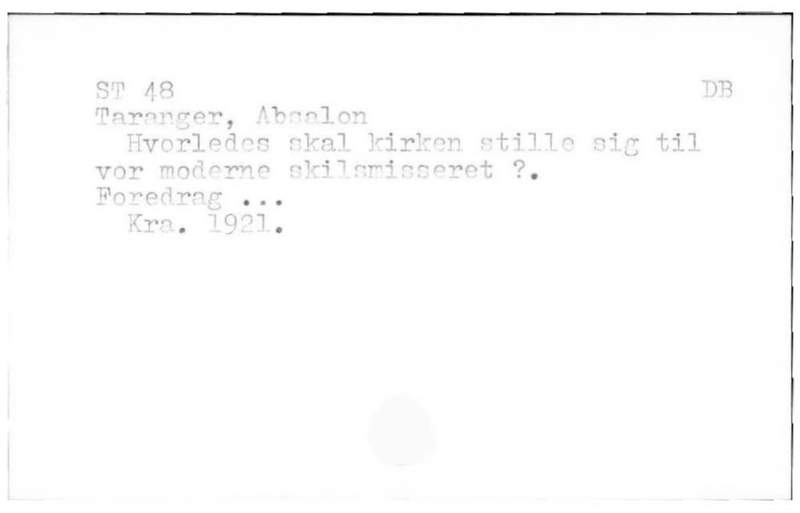 ST 48 DB
Taranger, Absalon
Hvorledes skal kirken stille sig til
vor moderne skilsmisseret ?.
Foredrag ...
Kra. 1921.